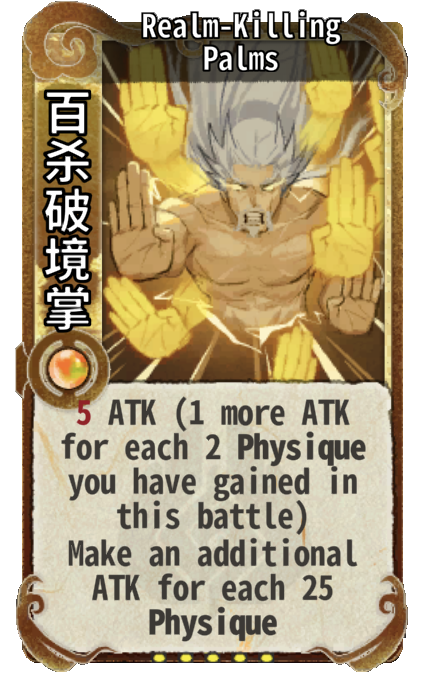 Realm-Killing
Palms
百杀破境掌
5 ATK (1 more ATK
for each 2 Physique
you have gained in
this battle)
Make an additional
ATK for each 25
Physique